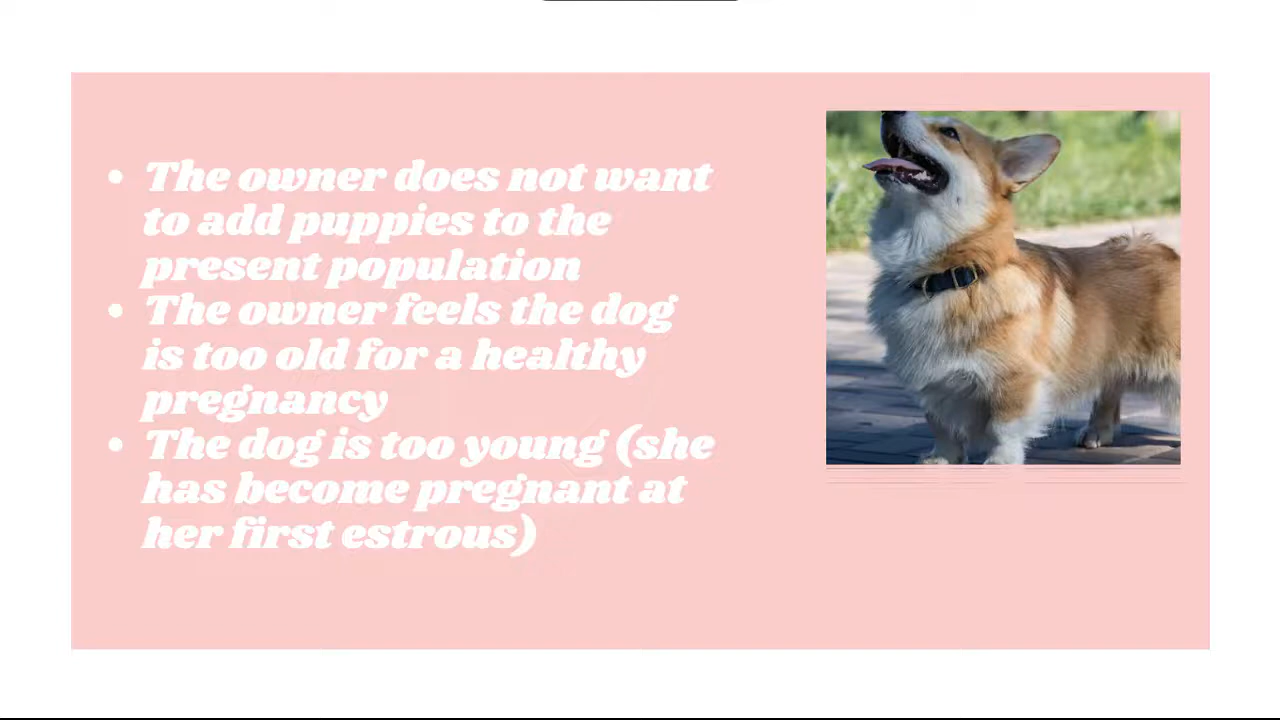 • The owner does not want
to add puppies to the
present population
• The owner feels the dog
is too old for a healthy
pregnancy
• The dog is too young (she
has become pregnant at
her first estrous)